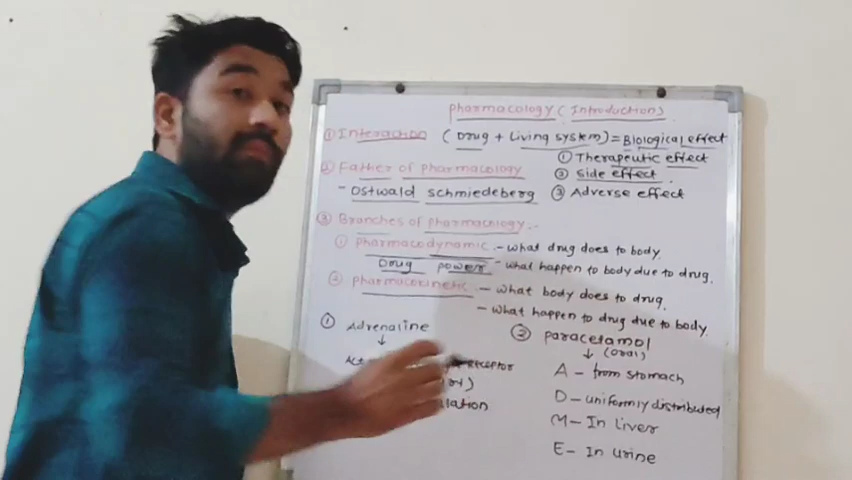 Pharmacology (Introduction)
① Interaction (Drug + Living system) = Biological effect
① Therapeutic effect
② Side effect.
③ Adverse effect
② Father of pharmacology
- Ostwald schmiedeberg
③ Branches of pharmacology:-
① Pharmacodynamic - what drug does to body.
Drug power - what happen to body due to drug.
② Pharmacokinetic - what body does to drug.
- what happen to drug due to body.
① Adrenaline
↓
② Paracetamol
↓ (oral)
A - from stomach
D - uniformly distributed
M - In liver
E - In urine